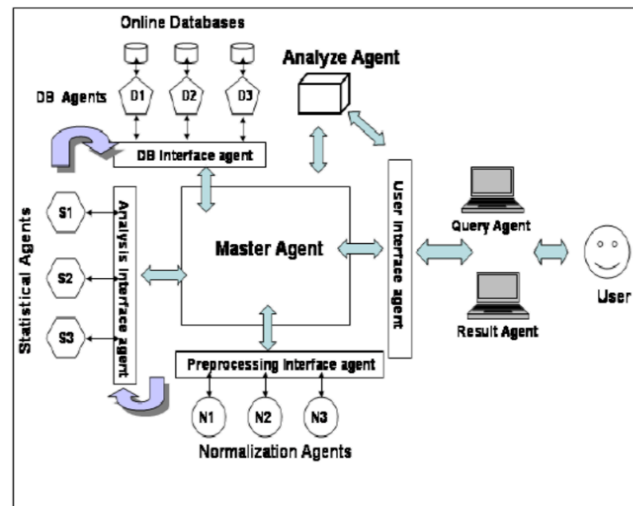 Online Databases
Analyze Agent
DB Agents
D1
D2
D3
DB Interface agent
Statistical Agents
S1
S2
S3
Analysis Interface agent
Master Agent
User Interface agent
Query Agent
Result Agent
User
Preprocessing Interface agent
N1
N2
N3
Normalization Agents